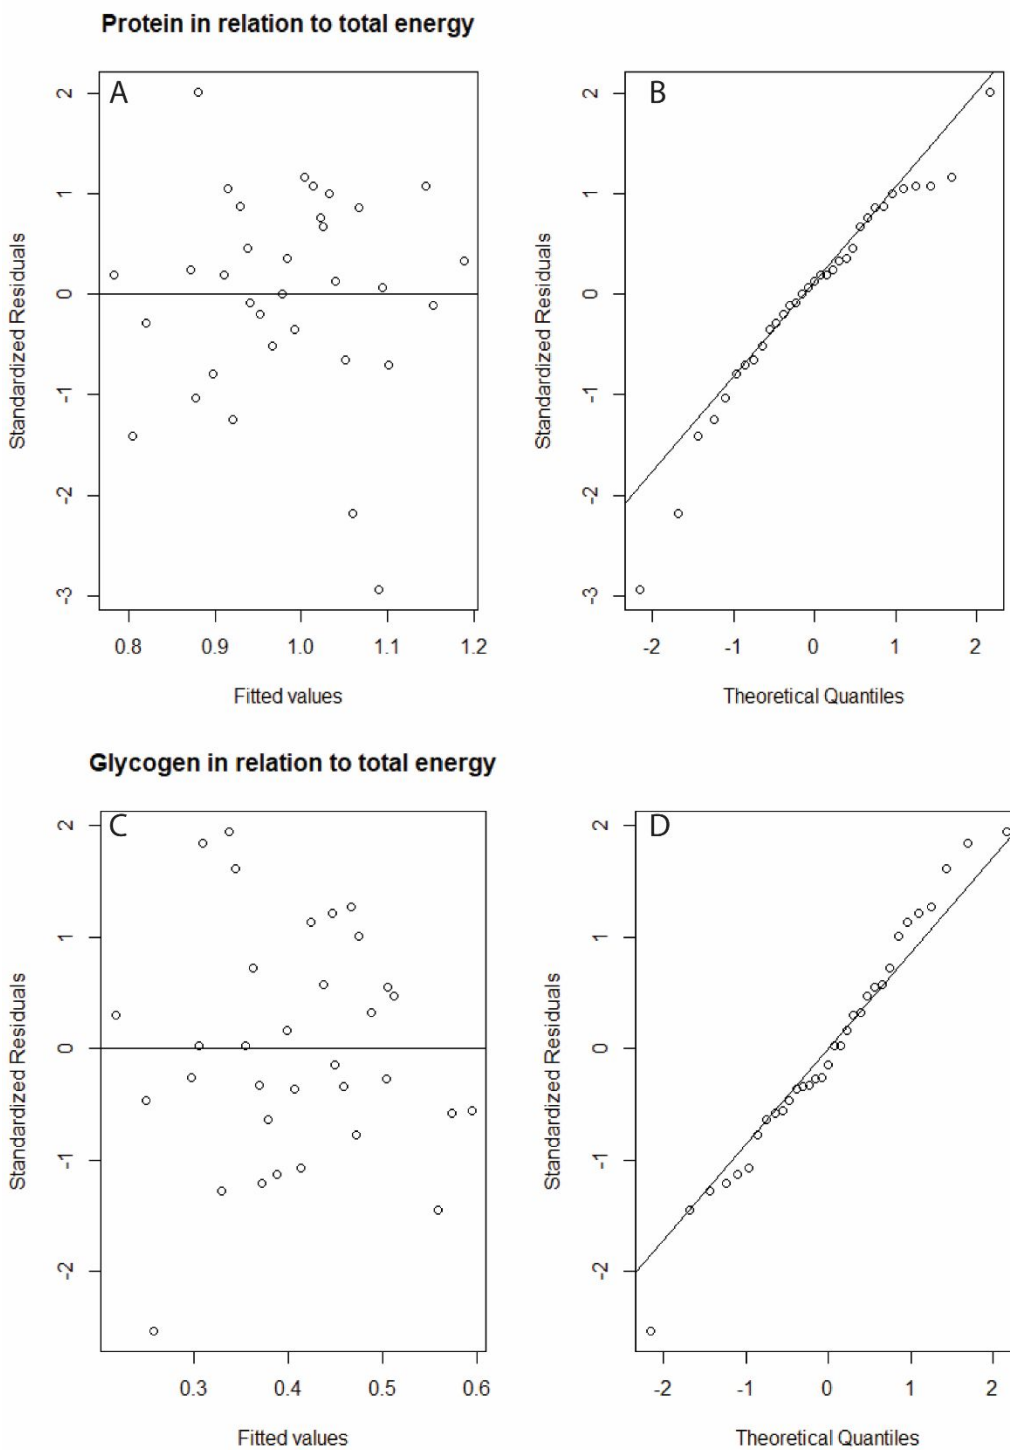 Protein in relation to total energy
A
Standardized Residuals
2
1
0
-1
-2
-3
0.8 0.9 1.0 1.1 1.2
Fitted values
B
Standardized Residuals
2
1
0
-1
-2
-3
-2 -1 0 1 2
Theoretical Quantiles
Glycogen in relation to total energy
C
Standardized Residuals
2
1
0
-1
-2
0.3 0.4 0.5 0.6
Fitted values
D
Standardized Residuals
2
1
0
-1
-2
-2 -1 0 1 2
Theoretical Quantiles